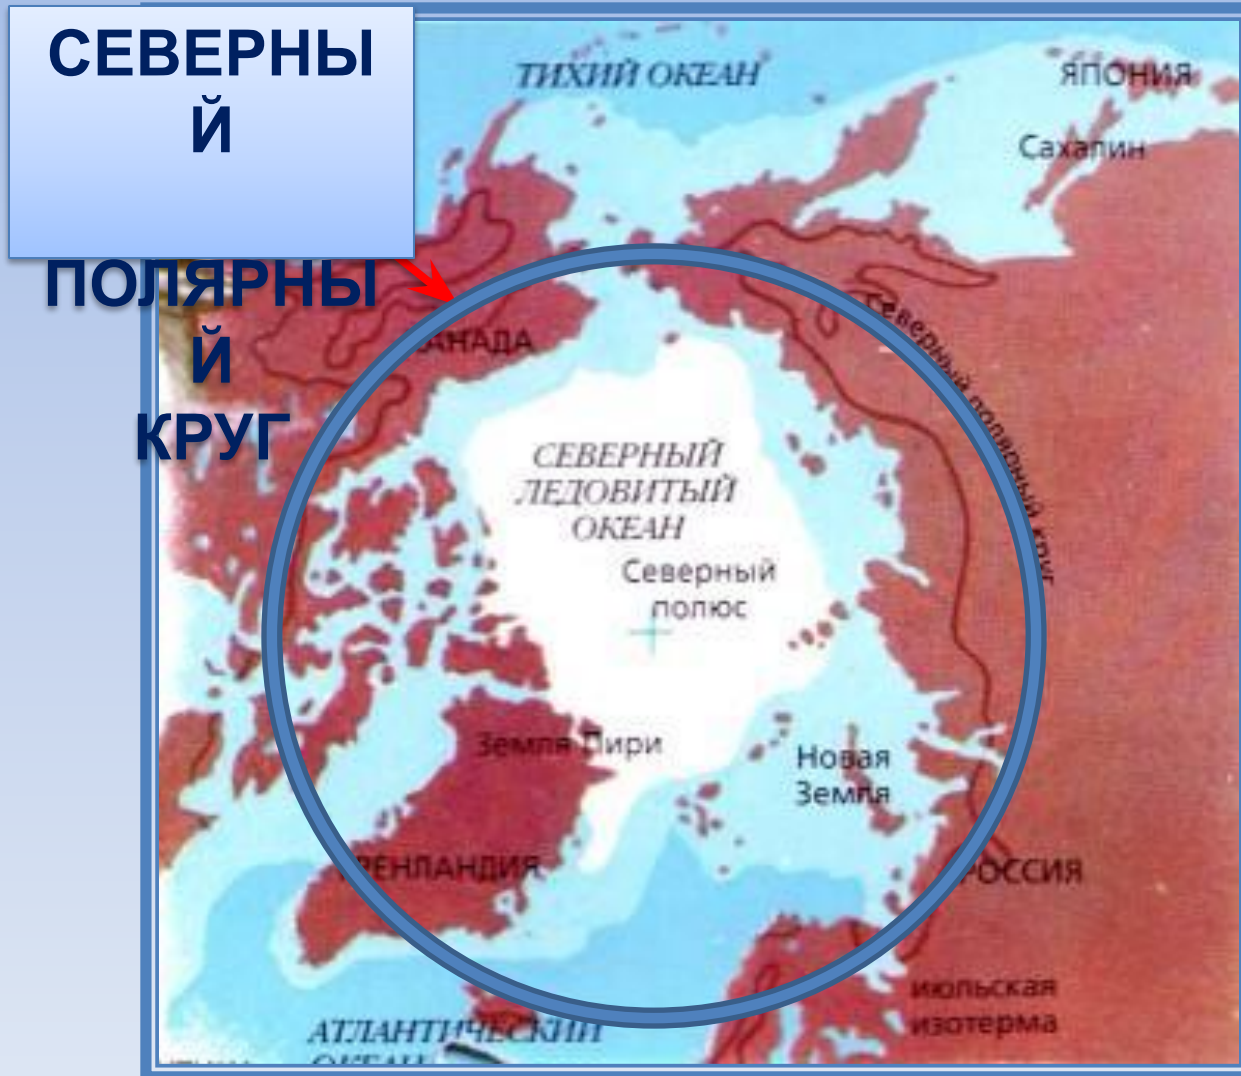 СЕВЕРНЫ
Й
ПОЛЯРНЫ
Й
КРУГ
ТИХИЙ ОКЕАН
ЯПОНИЯ
Сахалин
КАНАДА
Северный полярный круг
СЕВЕРНЫЙ
ЛЕДОВИТЫЙ
ОКЕАН
Северный
полюс
Земля Пири
Новая
Земля
ГРЕНЛАНДИЯ
РОССИЯ
июльская
изотерма
АТЛАНТИЧЕСКИЙ
ОКЕАН